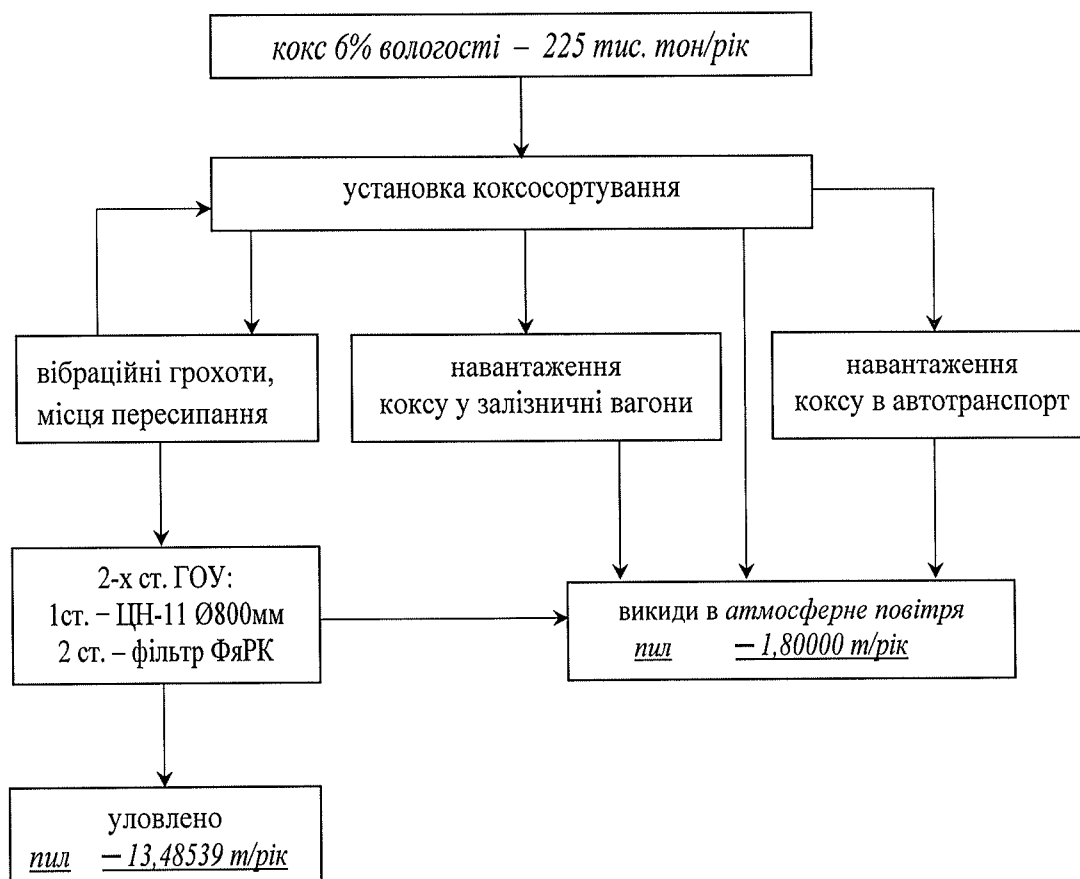 кокс 6% вологості – 225 тис. тон/рік
установка коксосортування
вібраційні грохоти,
місця пересипання
навантаження
коксу у залізничні вагони
навантаження
коксу в автотранспорт
2-х ст. ГОУ:
1ст. – ЦН-11 Ø800мм
2 ст. – фільтр ФяРК
викиди в атмосферне повітря
пил – 1,80000 т/рік
уловлено
пил – 13,48539 т/рік